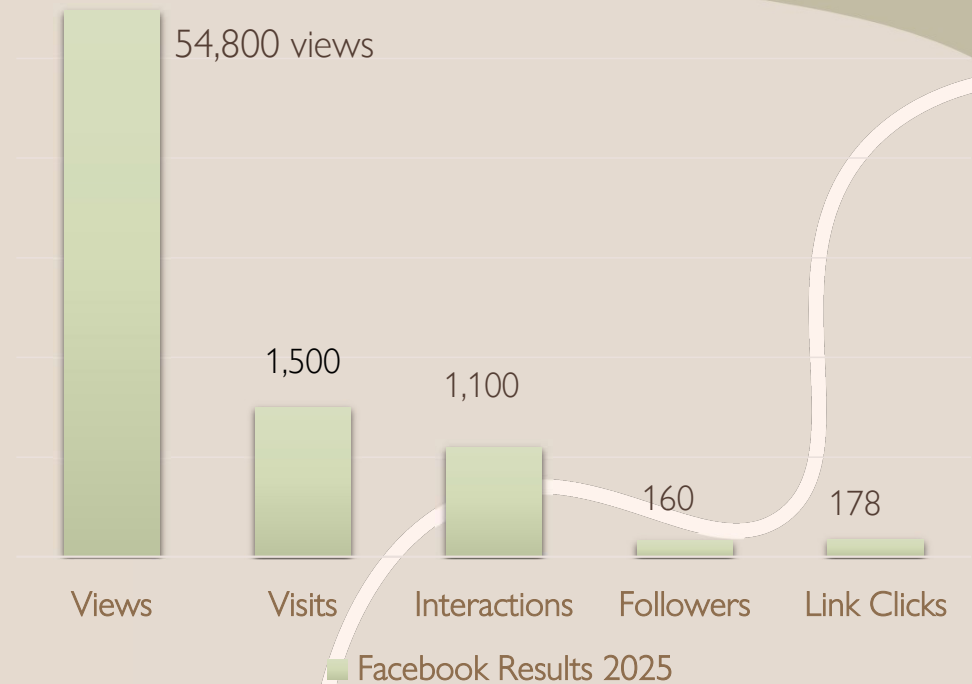 54,800 views
1,500
1,100
160
178
Views
Visits
Interactions
Followers
Link Clicks
Facebook Results 2025